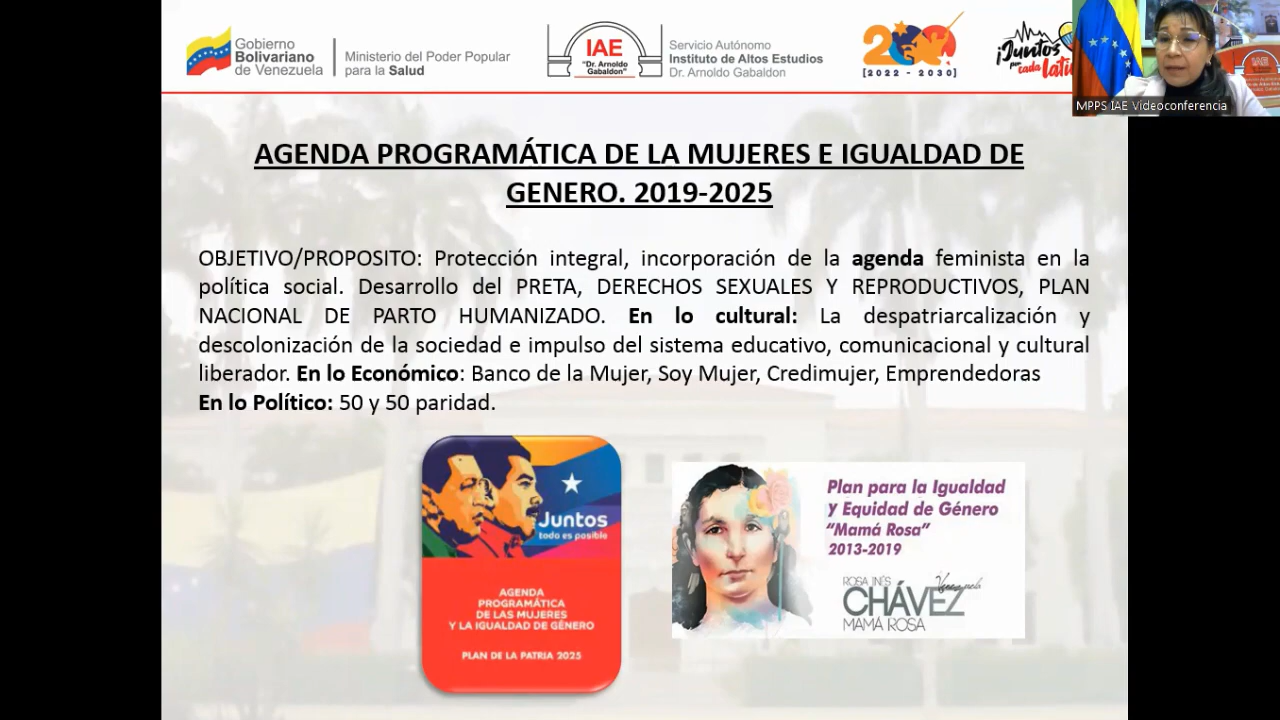 Gobierno
Bolivariano
de Venezuela
Ministerio del Poder Popular
para la Salud
IAE
"Dr. Arnoldo
Gabaldon"
Servicio Autónomo
Instituto de Altos Estudios
Dr. Arnoldo Gabaldon
200
[2022 - 2030]
¡Juntos
por cada
MPPS IAE Videoconferencia
IAE
AGENDA PROGRAMÁTICA DE LA MUJERES E IGUALDAD DE
GENERO. 2019-2025
OBJETIVO/PROPOSITO: Protección integral, incorporación de la agenda feminista en la
política social. Desarrollo del PRETA, DERECHOS SEXUALES Y REPRODUCTIVOS, PLAN
NACIONAL DE PARTO HUMANIZADO. En lo cultural: La despatriarcalización y
descolonización de la sociedad e impulso del sistema educativo, comunicacional y cultural
liberador. En lo Económico: Banco de la Mujer, Soy Mujer, Credimujer, Emprendedoras
En lo Político: 50 y 50 paridad.
Juntos
todo es posible
AGENDA
PROGRAMÁTICA
DE LAS MUJERES
Y LA IGUALDAD DE GÉNERO
PLAN DE LA PATRIA 2025
Plan para la Igualdad
y Equidad de Género
"Mamá Rosa"
2013-2019
ROSA INÉS
Venezuela
CHÁVEZ
MAMÁ ROSA